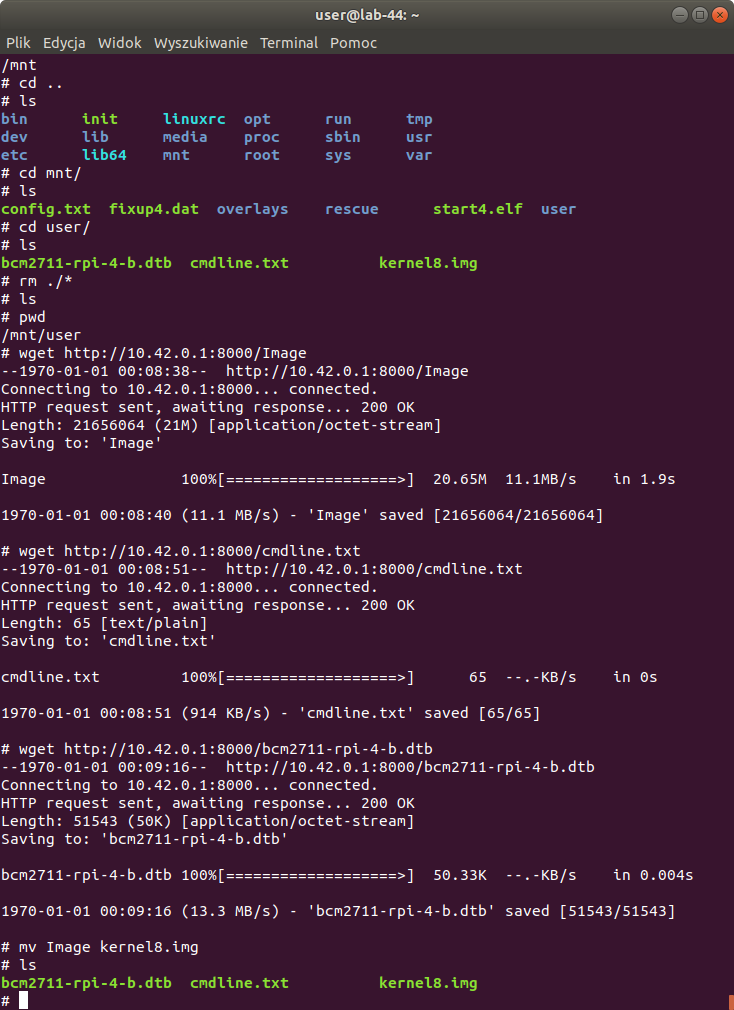 user@lab-44: ~
Plik Edycja Widok Wyszukiwanie Terminal Pomoc
/mnt
# cd ..
# ls
bin      init     linuxrc  opt      run      tmp
dev      lib      media    proc     sbin     usr
etc      lib64    mnt      root     sys      var
# cd mnt/
# ls
config.txt  fixup4.dat  overlays    rescue      start4.elf  user
# cd user/
# ls
bcm2711-rpi-4-b.dtb  cmdline.txt          kernel8.img
# rm ./*
# ls
# pwd
/mnt/user
# wget http://10.42.0.1:8000/Image
--1970-01-01 00:08:38--  http://10.42.0.1:8000/Image
Connecting to 10.42.0.1:8000... connected.
HTTP request sent, awaiting response... 200 OK
Length: 21656064 (21M) [application/octet-stream]
Saving to: 'Image'
Image               100%[===================>]  20.65M  11.1MB/s    in 1.9s
1970-01-01 00:08:40 (11.1 MB/s) - 'Image' saved [21656064/21656064]
# wget http://10.42.0.1:8000/cmdline.txt
--1970-01-01 00:08:51--  http://10.42.0.1:8000/cmdline.txt
Connecting to 10.42.0.1:8000... connected.
HTTP request sent, awaiting response... 200 OK
Length: 65 [text/plain]
Saving to: 'cmdline.txt'
cmdline.txt         100%[===================>]      65  --.-KB/s    in 0s
1970-01-01 00:08:51 (914 KB/s) - 'cmdline.txt' saved [65/65]
# wget http://10.42.0.1:8000/bcm2711-rpi-4-b.dtb
--1970-01-01 00:09:16--  http://10.42.0.1:8000/bcm2711-rpi-4-b.dtb
Connecting to 10.42.0.1:8000... connected.
HTTP request sent, awaiting response... 200 OK
Length: 51543 (50K) [application/octet-stream]
Saving to: 'bcm2711-rpi-4-b.dtb'
bcm2711-rpi-4-b.dtb 100%[===================>]  50.33K  --.-KB/s    in 0.004s
1970-01-01 00:09:16 (13.3 MB/s) - 'bcm2711-rpi-4-b.dtb' saved [51543/51543]
# mv Image kernel8.img
# ls
bcm2711-rpi-4-b.dtb  cmdline.txt          kernel8.img
#